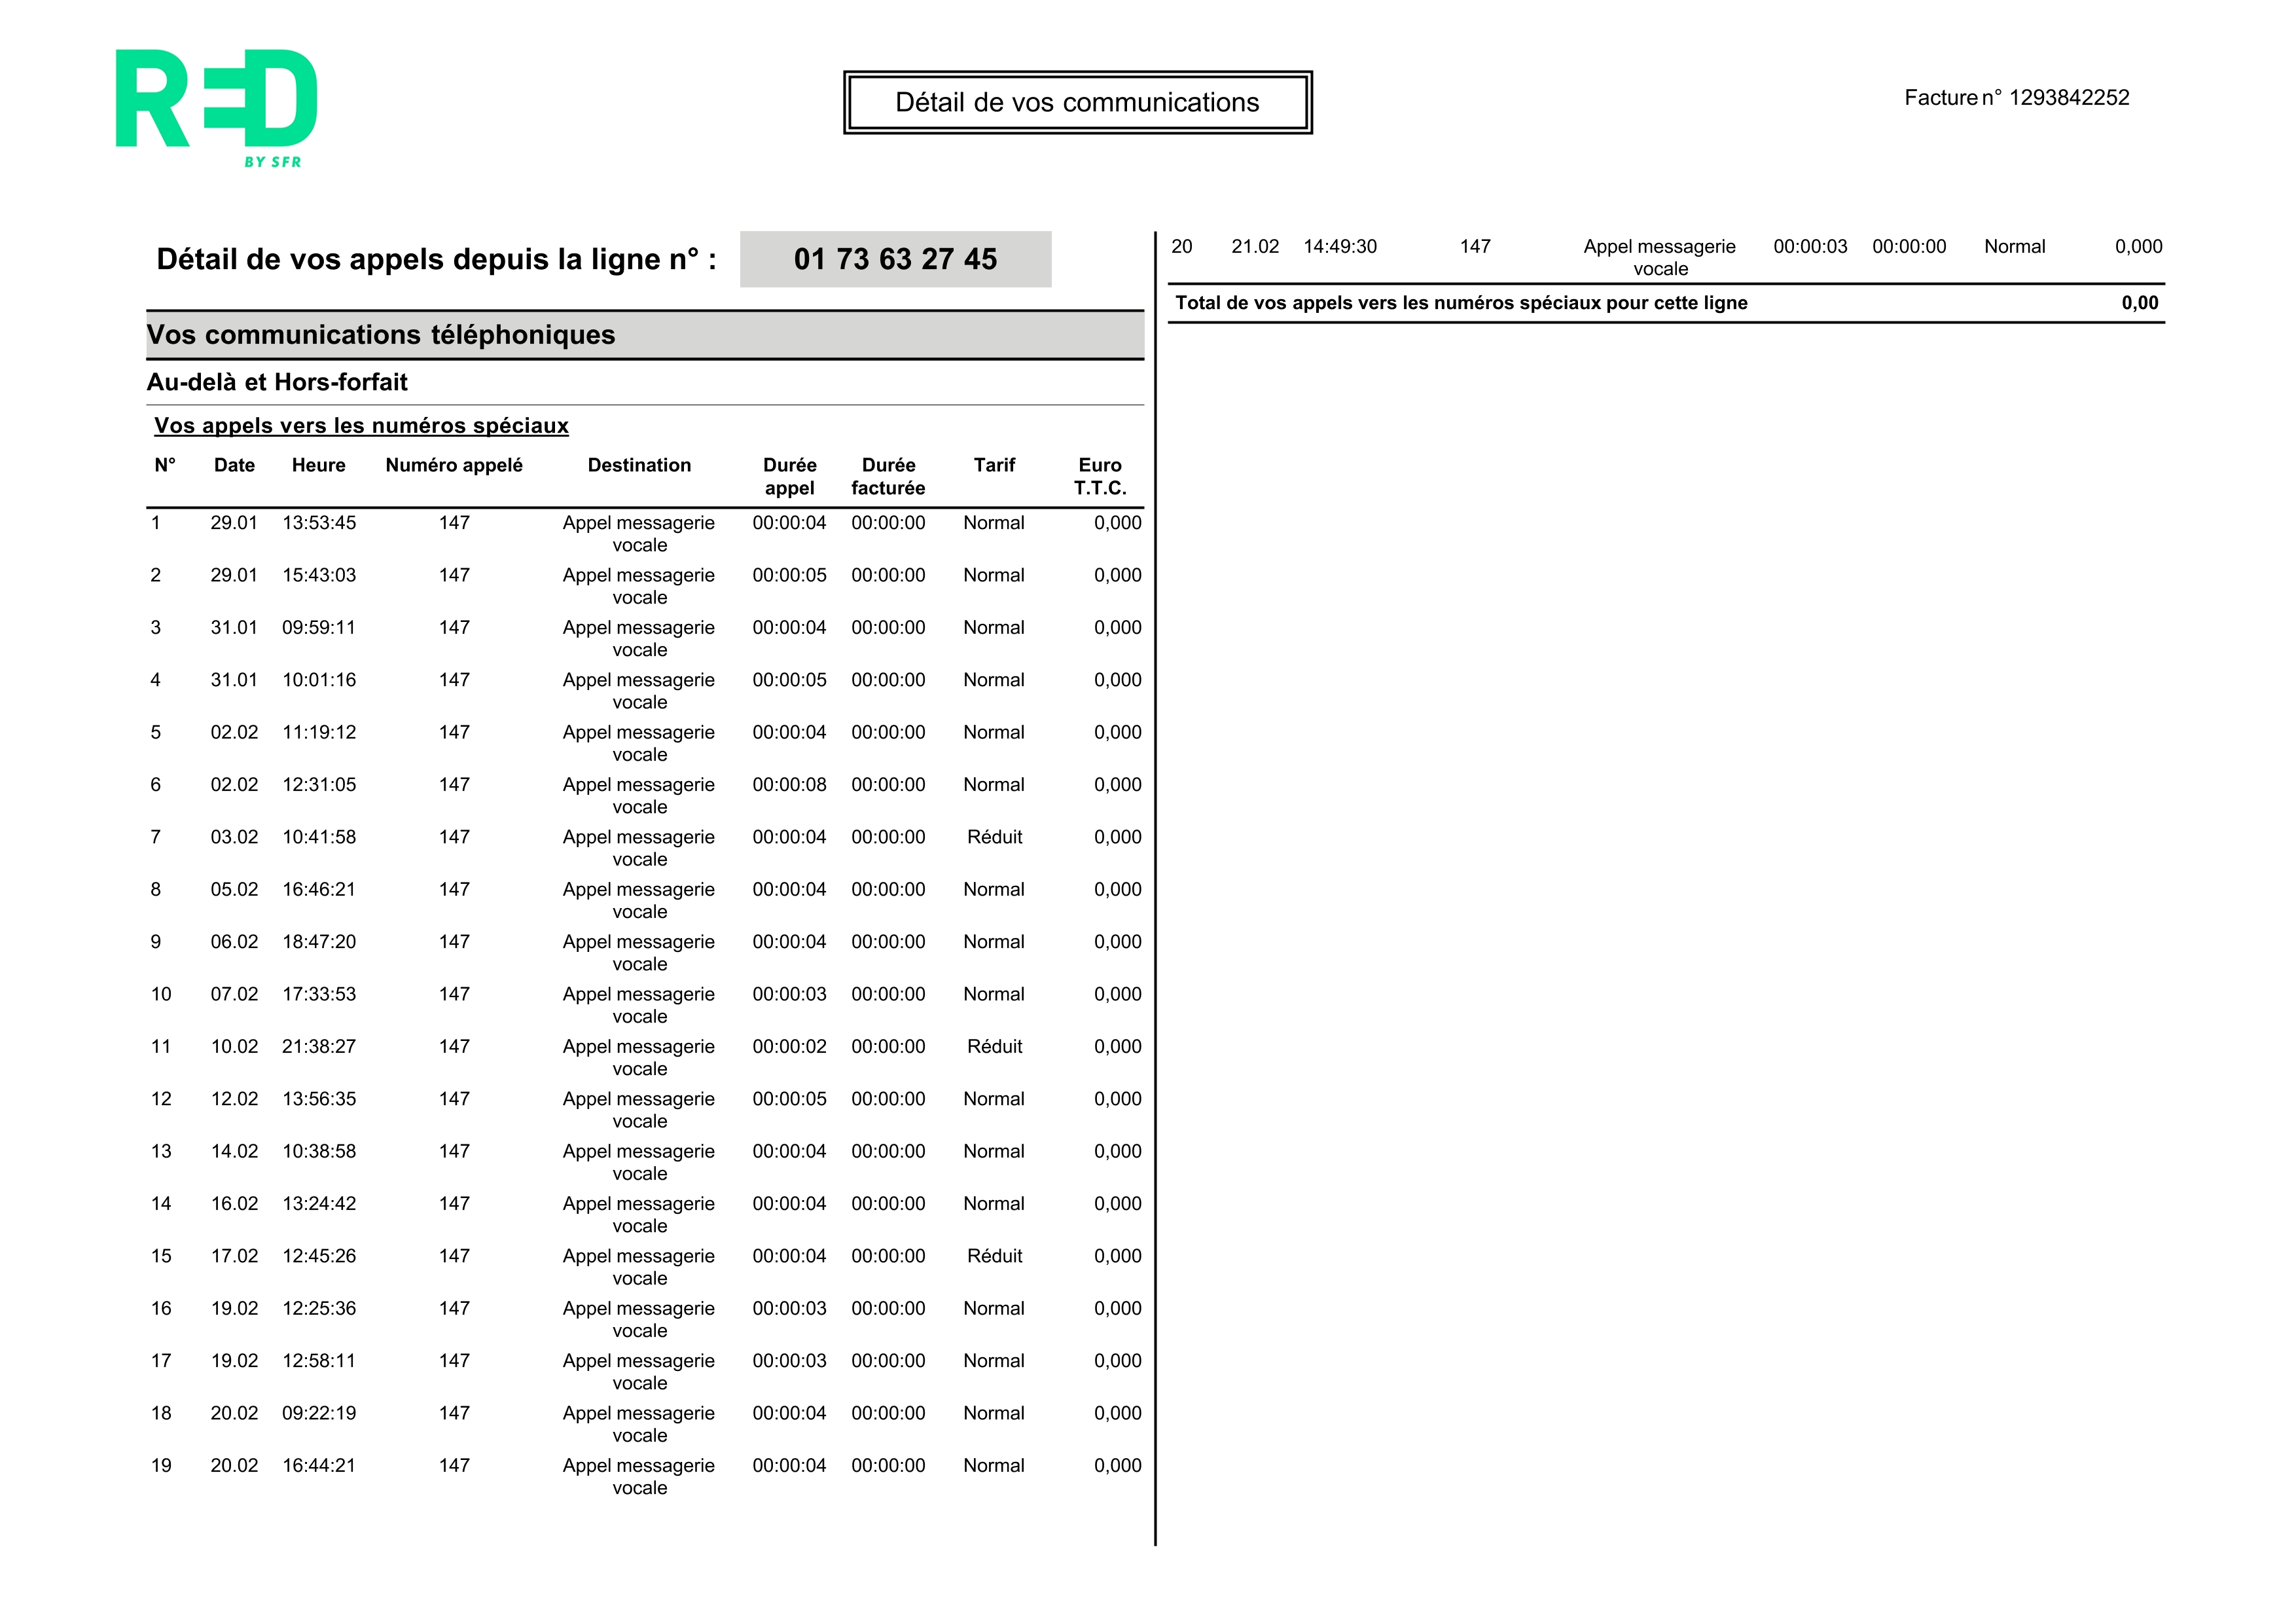 RED
BY SFR
Détail de vos communications
Facture n° 1293842252
Détail de vos appels depuis la ligne n° : 01 73 63 27 45
Vos communications téléphoniques
Au-delà et Hors-forfait
Vos appels vers les numéros spéciaux
N° Date Heure Numéro appelé Destination Durée Durée Tarif Euro
appel facturée T.T.C.
1 29.01 13:53:45 147 Appel messagerie 00:00:04 00:00:00 Normal 0,000
vocale
2 29.01 15:43:03 147 Appel messagerie 00:00:05 00:00:00 Normal 0,000
vocale
3 31.01 09:59:11 147 Appel messagerie 00:00:04 00:00:00 Normal 0,000
vocale
4 31.01 10:01:16 147 Appel messagerie 00:00:05 00:00:00 Normal 0,000
vocale
5 02.02 11:19:12 147 Appel messagerie 00:00:04 00:00:00 Normal 0,000
vocale
6 02.02 12:31:05 147 Appel messagerie 00:00:08 00:00:00 Normal 0,000
vocale
7 03.02 10:41:58 147 Appel messagerie 00:00:04 00:00:00 Réduit 0,000
vocale
8 05.02 16:46:21 147 Appel messagerie 00:00:04 00:00:00 Normal 0,000
vocale
9 06.02 18:47:20 147 Appel messagerie 00:00:04 00:00:00 Normal 0,000
vocale
10 07.02 17:33:53 147 Appel messagerie 00:00:03 00:00:00 Normal 0,000
vocale
11 10.02 21:38:27 147 Appel messagerie 00:00:02 00:00:00 Réduit 0,000
vocale
12 12.02 13:56:35 147 Appel messagerie 00:00:05 00:00:00 Normal 0,000
vocale
13 14.02 10:38:58 147 Appel messagerie 00:00:04 00:00:00 Normal 0,000
vocale
14 16.02 13:24:42 147 Appel messagerie 00:00:04 00:00:00 Normal 0,000
vocale
15 17.02 12:45:26 147 Appel messagerie 00:00:04 00:00:00 Réduit 0,000
vocale
16 19.02 12:25:36 147 Appel messagerie 00:00:03 00:00:00 Normal 0,000
vocale
17 19.02 12:58:11 147 Appel messagerie 00:00:03 00:00:00 Normal 0,000
vocale
18 20.02 09:22:19 147 Appel messagerie 00:00:04 00:00:00 Normal 0,000
vocale
19 20.02 16:44:21 147 Appel messagerie 00:00:04 00:00:00 Normal 0,000
vocale
20 21.02 14:49:30 147 Appel messagerie 00:00:03 00:00:00 Normal 0,000
vocale
Total de vos appels vers les numéros spéciaux pour cette ligne 0,00